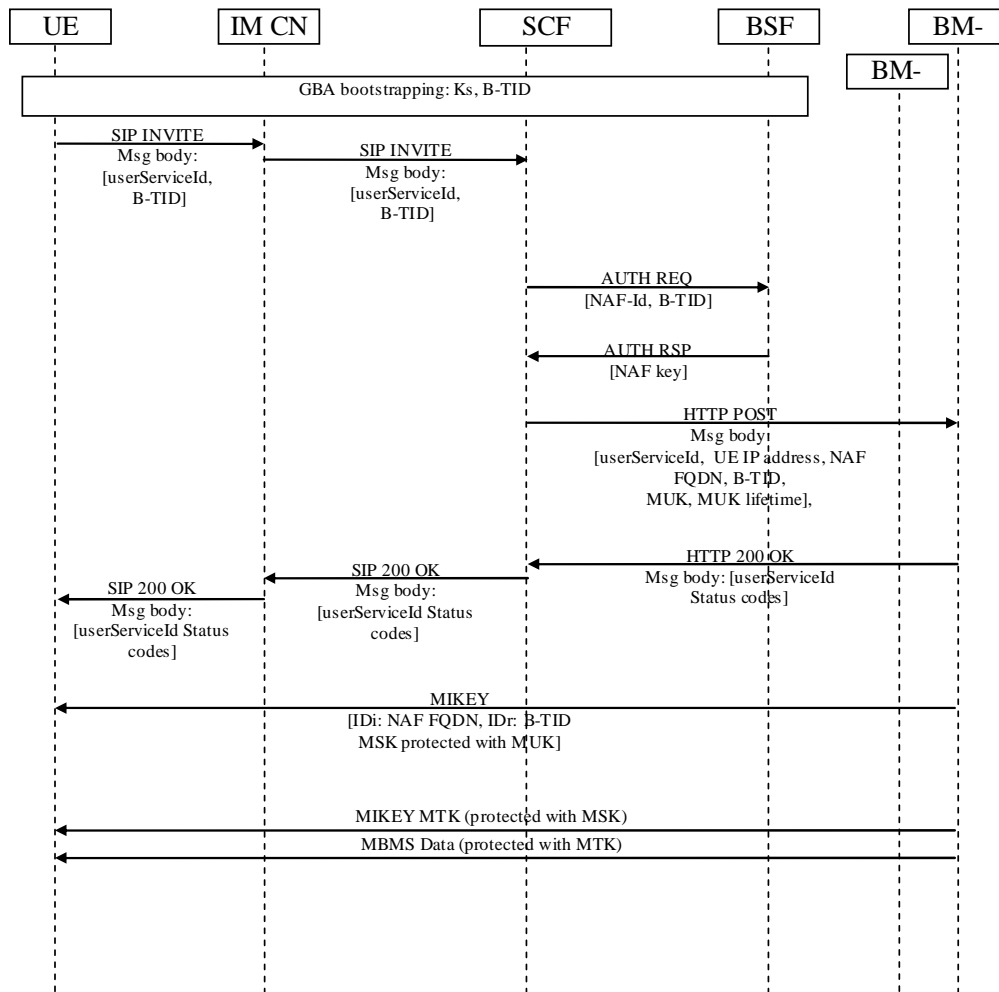 UE
IM CN
SCF
BSF
BM-
BM-
GBA bootstrapping: Ks, B-TID
SIP INVITE
Msg body:
[userServiceId,
B-TID]
SIP INVITE
Msg body:
[userServiceId,
B-TID]
AUTH REQ
[NAF-Id, B-TID]
AUTH RSP
[NAF key]
HTTP POST
Msg body
[userServiceId, UE IP address, NAF
FQDN, B-TID,
MUK, MUK lifetime],
HTTP 200 OK
Msg body: [userServiceId
Status codes]
SIP 200 OK
Msg body:
[userServiceId Status
codes]
SIP 200 OK
Msg body:
[userServiceId Status
codes]
MIKEY
[IDi: NAF FQDN, IDr: B-TID
MSK protected with MUK]
MIKEY MTK (protected with MSK)
MBMS Data (protected with MTK)